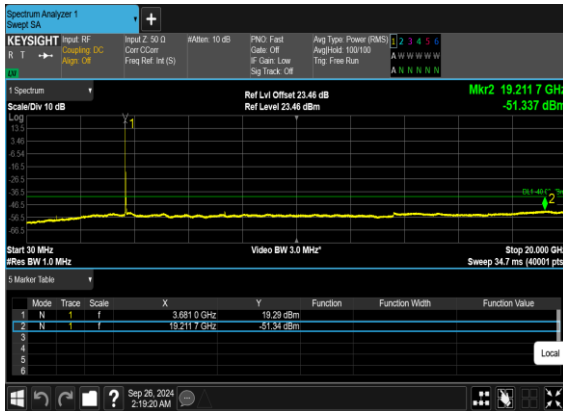 Spectrum Analyzer 1
Swept SA
+
KEYSIGHT Input: RF Input Z: 50 Ω #Atten: 10 dB PNO: Fast Avg Type: Power (RMS) 1 2 3 4 5 6
R T Coupling: DC Corr CCorr Gate: Off Avg|Hold: 100/100 A W W W W W
Align: Off Freq Ref: Int (S) IF Gain: Low Trig: Free Run
Sig Track: Off A N N N N N
1 Spectrum
Ref Lvl Offset 23.46 dB Mkr2 19.211 7 GHz
Scale/Div 10 dB Ref Level 23.46 dBm -51.337 dBm
Log
13.5
3.46
-6.54
-16.5
-26.5
-36.5
-46.5
-56.5
-66.5
1
2
Start 30 MHz Video BW 3.0 MHz* Stop 20.000 GHz
#Res BW 1.0 MHz Sweep 34.7 ms (40001 pts)
5 Marker Table
Mode Trace Scale X Y Function Function Width Function Value
1 N 1 f 3.681 0 GHz 19.29 dBm
2 N 1 f 19.211 7 GHz -51.34 dBm
3
4
5
6
Local
?
Sep 26, 2024
2:19:20 AM